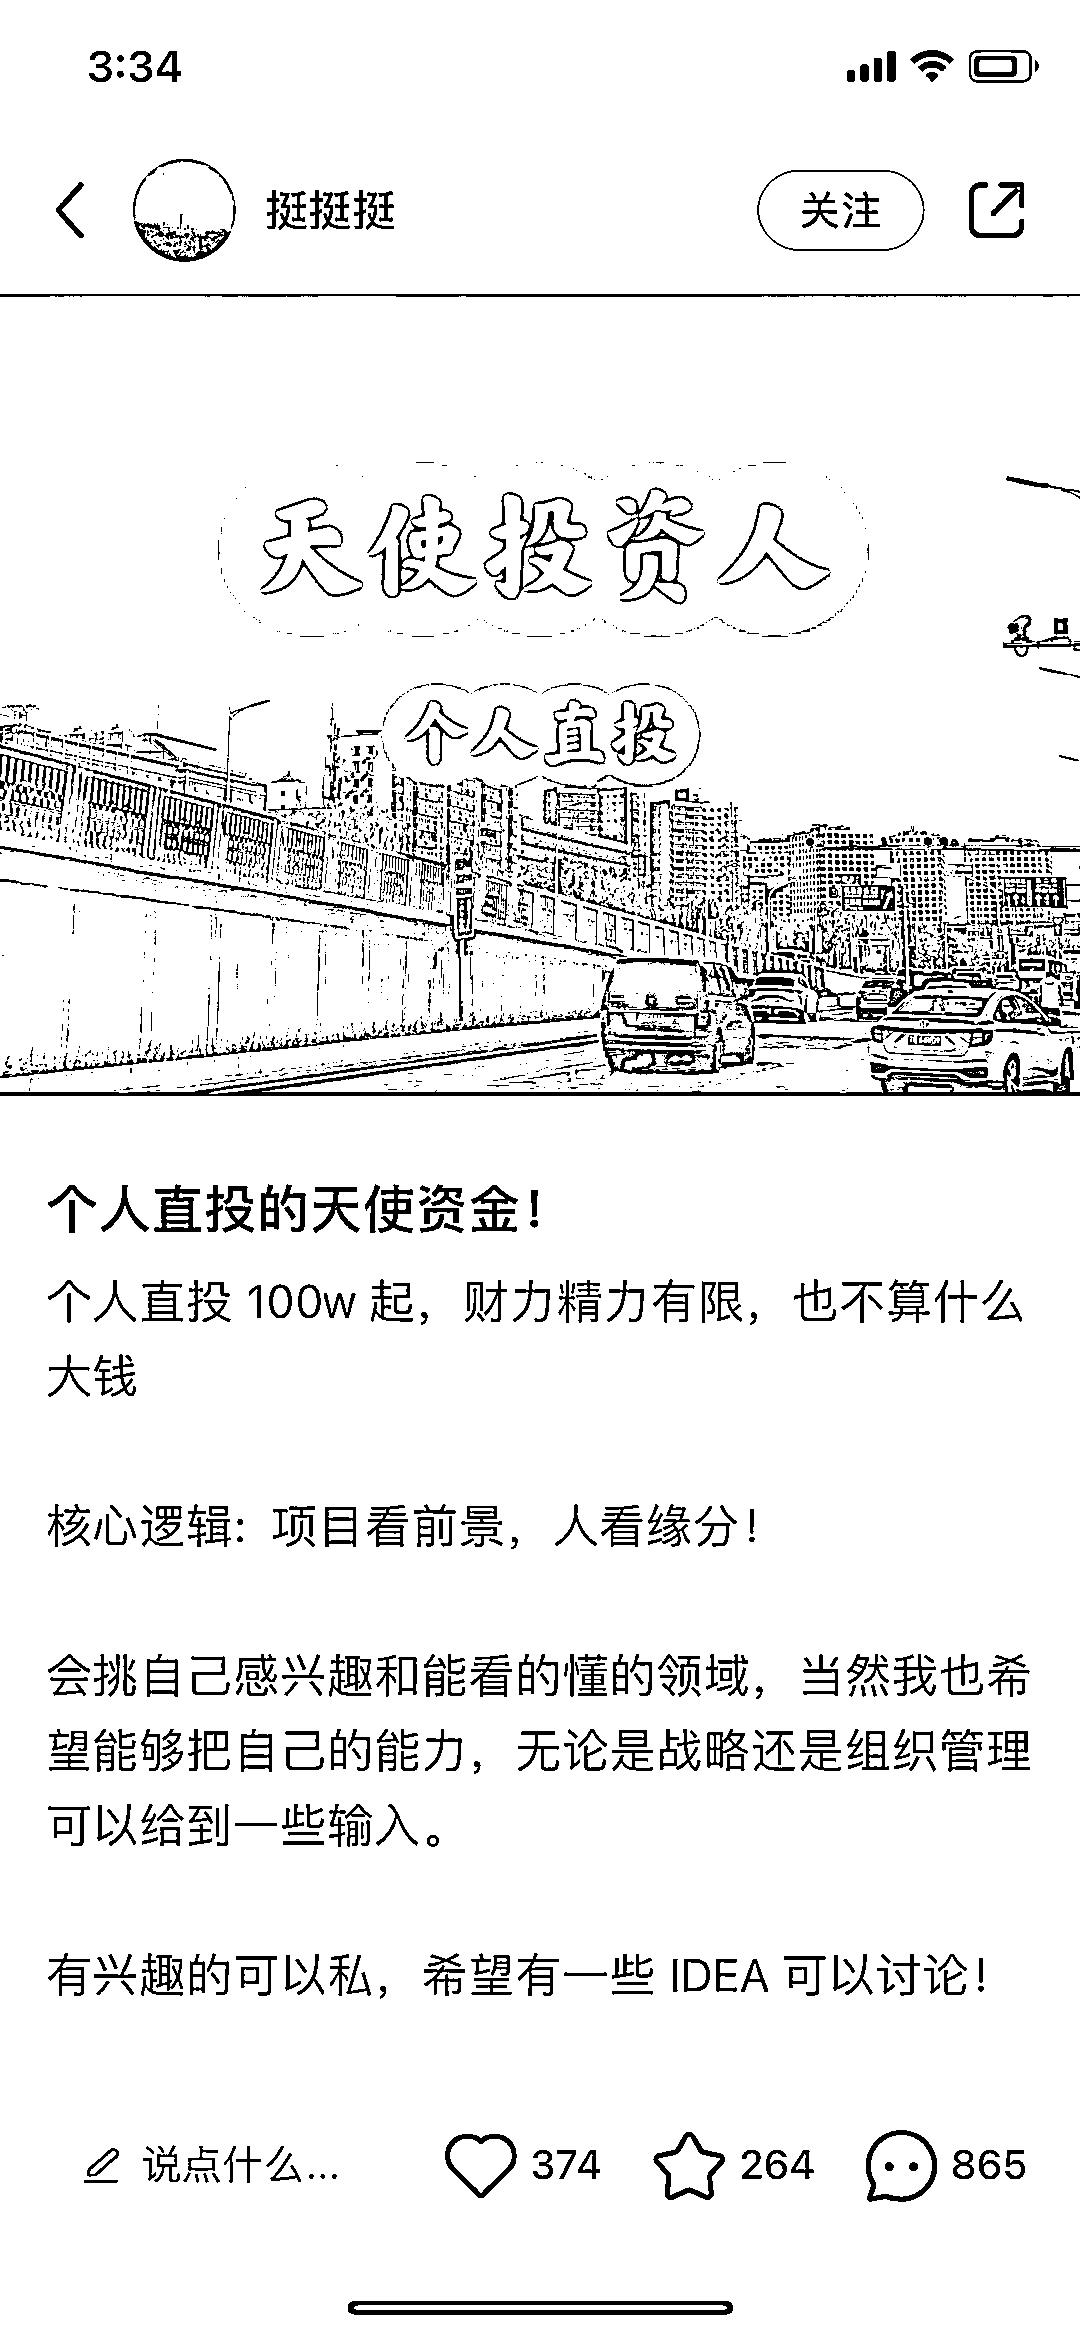 3:34
挺挺挺
关注
天使投资人
个人直投
个人直投的天使资金！
个人直投 100w 起，财力精力有限，也不算什么
大钱
核心逻辑：项目看前景，人看缘分！
会挑自己感兴趣和能看的懂的领域，当然我也希
望能够把自己的能力，无论是战略还是组织管理
可以给到一些输入。
有兴趣的可以私，希望有一些 IDEA 可以讨论！
说点什么...
374
264
865